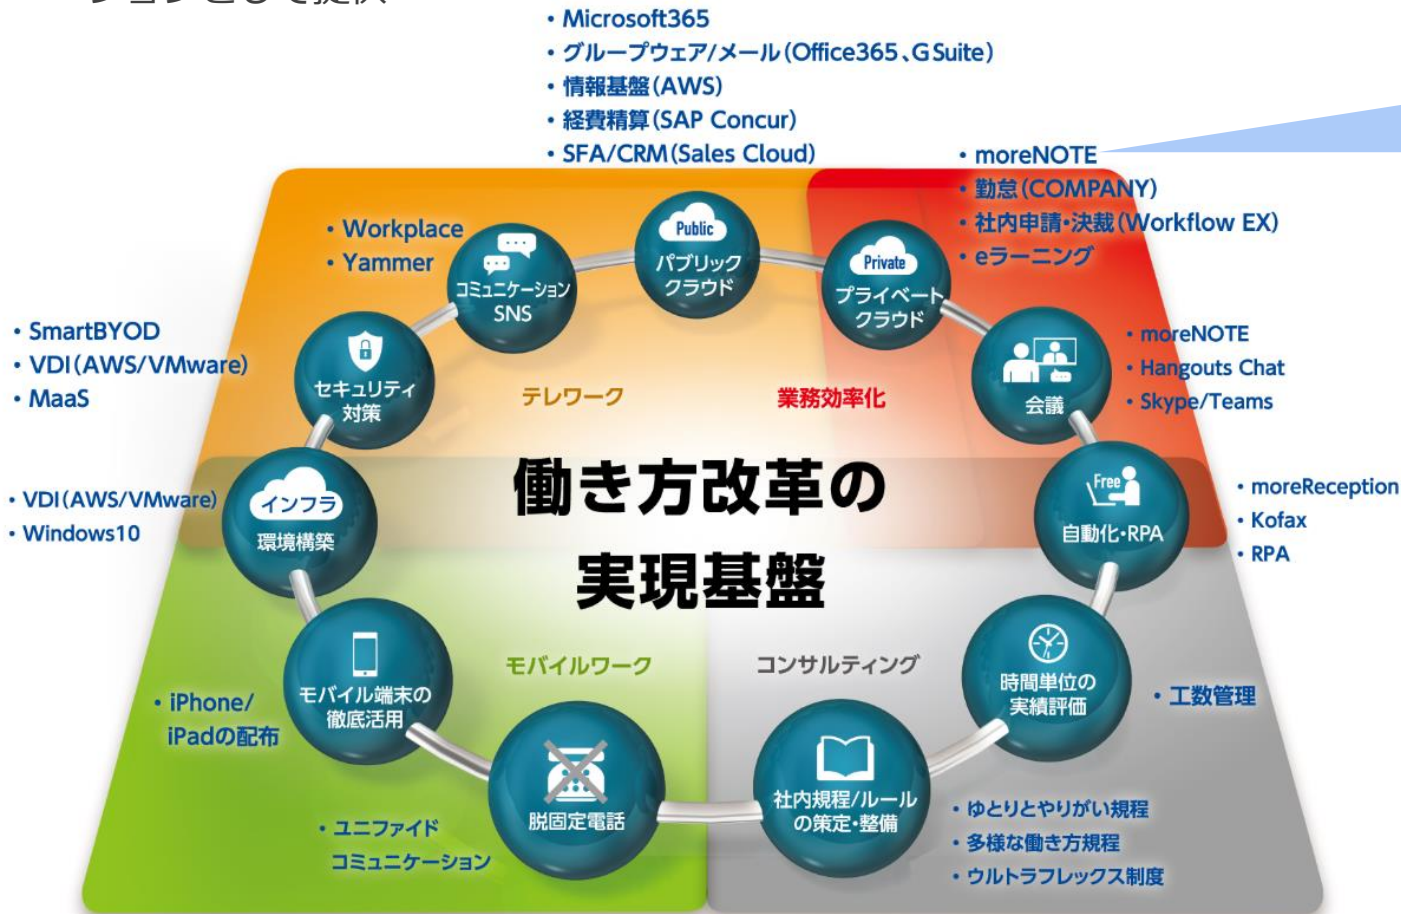 ションとして提供
・Microsoft365
・グループウェア/メール(Office365、G Suite)
・情報基盤(AWS)
・経費精算(SAP Concur)
・SFA/CRM(Sales Cloud)
・moreNOTE
・勤怠(COMPANY)
・社内申請・決裁(Workflow EX)
・eラーニング
・Workplace
・Yammer
コミュニケーション
SNS
Public
パブリック
クラウド
Private
プライベート
クラウド
・SmartBYOD
・VDI(AWS/VMware)
・MaaS
セキュリティ
対策
テレワーク
業務効率化
会議
・moreNOTE
・Hangouts Chat
・Skype/Teams
働き方改革の
実現基盤
・VDI(AWS/VMware)
・Windows10
インフラ
環境構築
Free
自動化・RPA
・moreReception
・Kofax
・RPA
モバイルワーク
コンサルティング
・iPhone/
iPadの配布
モバイル端末の
徹底活用
時間単位の
実績評価
・工数管理
・ユニファイド
コミュニケーション
脱固定電話
社内規程/ルール
の策定・整備
・ゆとりとやりがい規程
・多様な働き方規程
・ウルトラフレックス制度